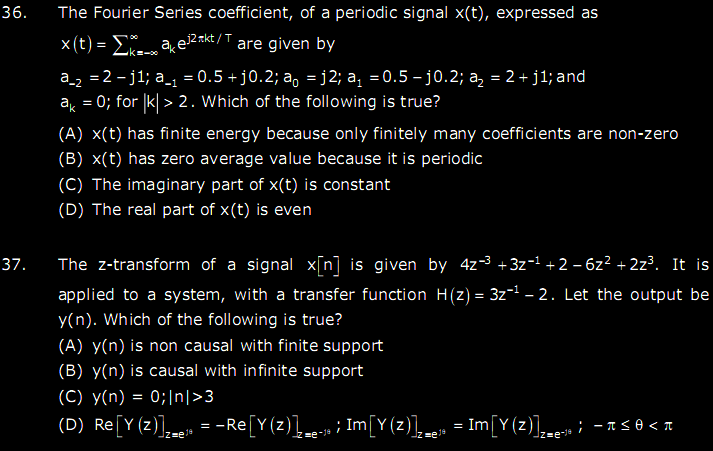 36. The Fourier Series coefficient, of a periodic signal x(t), expressed as
x(t) = ∑_{k=-∞}^{∞} a_k e^{j2πkt/T} are given by
a_{-2} = 2 – j1; a_{-1} = 0.5 + j0.2; a_0 = j2; a_1 = 0.5 – j0.2; a_2 = 2 + j1; and
a_k = 0; for |k| > 2. Which of the following is true?
(A) x(t) has finite energy because only finitely many coefficients are non-zero
(B) x(t) has zero average value because it is periodic
(C) The imaginary part of x(t) is constant
(D) The real part of x(t) is even
37. The z-transform of a signal x[n] is given by 4z^{-3} + 3z^{-1} + 2 – 6z^2 + 2z^3. It is
applied to a system, with a transfer function H(z) = 3z^{-1} – 2. Let the output be
y(n). Which of the following is true?
(A) y(n) is non causal with finite support
(B) y(n) is causal with infinite support
(C) y(n) = 0;|n|>3
(D) Re[Y(z)]_{z=e^{jθ}} = –Re[Y(z)]_{z=e^{-jθ}} ; Im[Y(z)]_{z=e^{jθ}} = Im[Y(z)]_{z=e^{-jθ}} ; –π ≤ θ < π